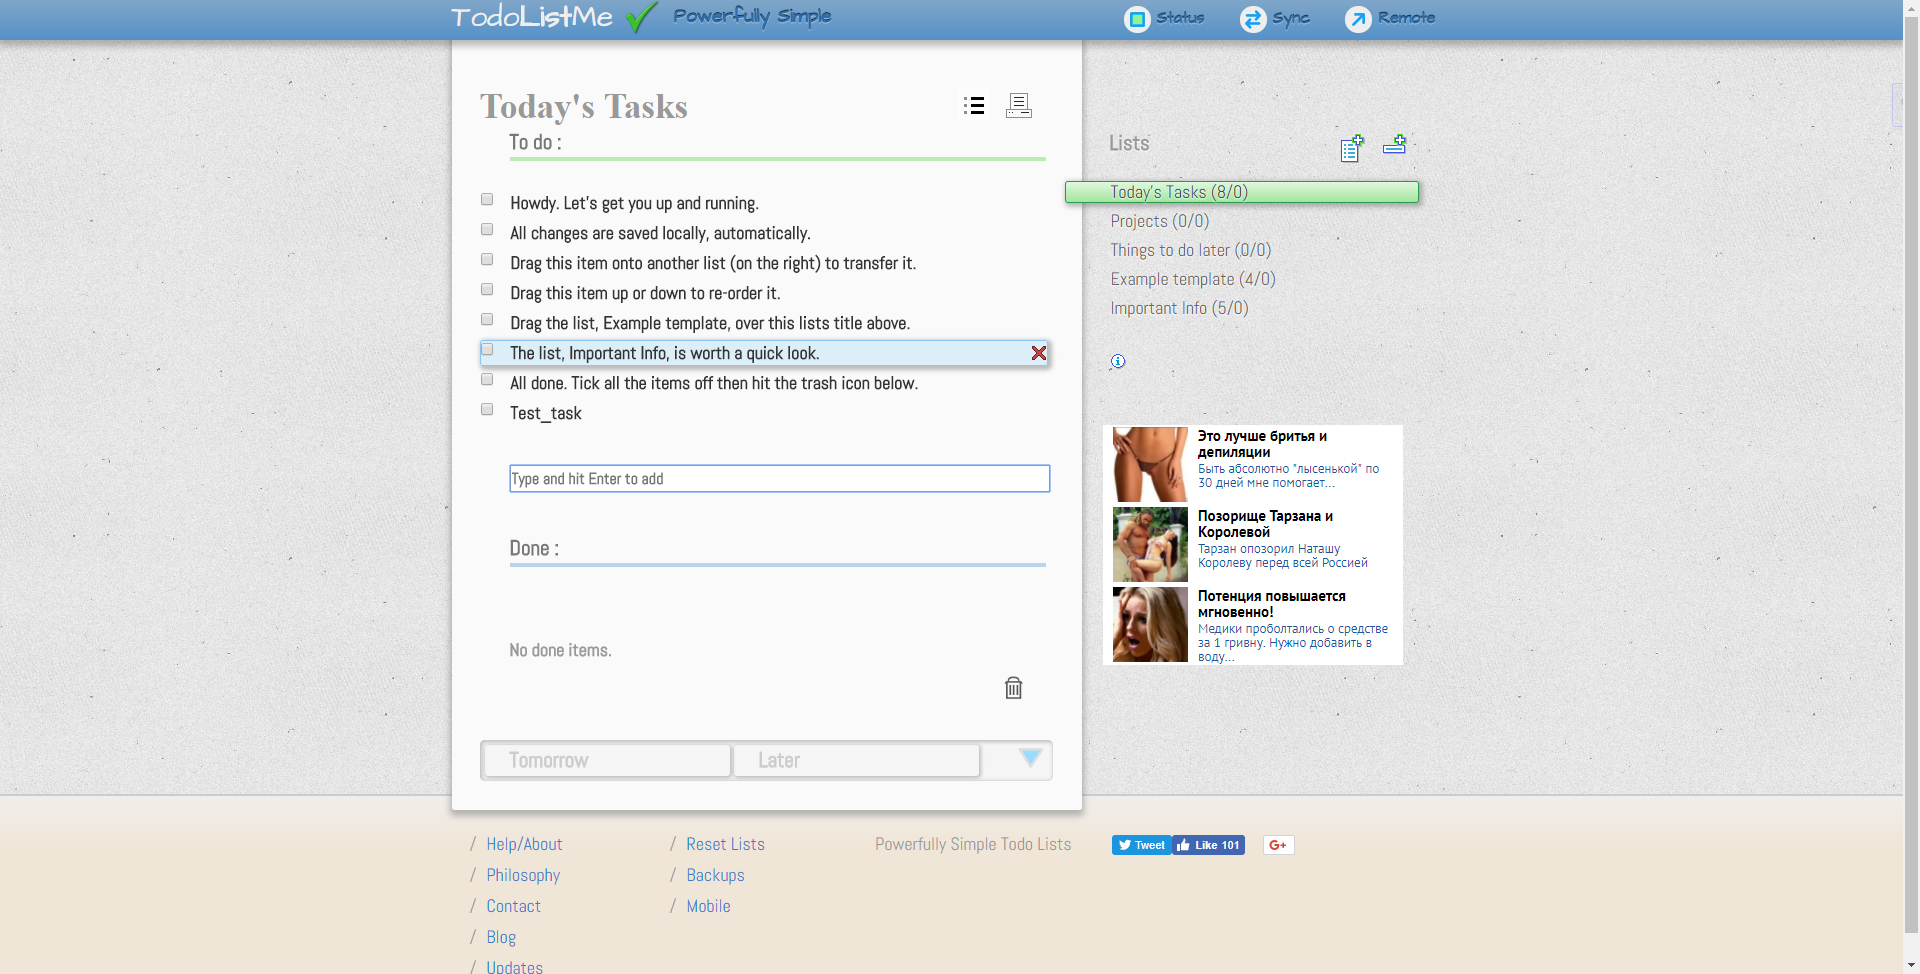 TodoListMe
Powerfully Simple
Status
Sync
Remote
Today's Tasks
To do :
Howdy. Let's get you up and running.
All changes are saved locally, automatically.
Drag this item onto another list (on the right) to transfer it.
Drag this item up or down to re-order it.
Drag the list, Example template, over this lists title above.
The list, Important Info, is worth a quick look.
All done. Tick all the items off then hit the trash icon below.
Test_task
Type and hit Enter to add
Done :
No done items.
Tomorrow
Later
Lists
Today's Tasks (8/0)
Projects (0/0)
Things to do later (0/0)
Example template (4/0)
Important Info (5/0)
Это лучше бритья и
депиляции
Быть абсолютно "лысенькой" по
30 дней мне помогает...
Позорище Тарзана и
Королевой
Тарзан опозорил Наташу
Королеву перед всей Россией
Потенция повышается
мгновенно!
Медики проболтались о средстве
за 1 гривну. Нужно добавить в
воду...
/ Help/About
/ Philosophy
/ Contact
/ Blog
/ Updates
/ Reset Lists
/ Backups
/ Mobile
Powerfully Simple Todo Lists
Tweet
Like 101
G+